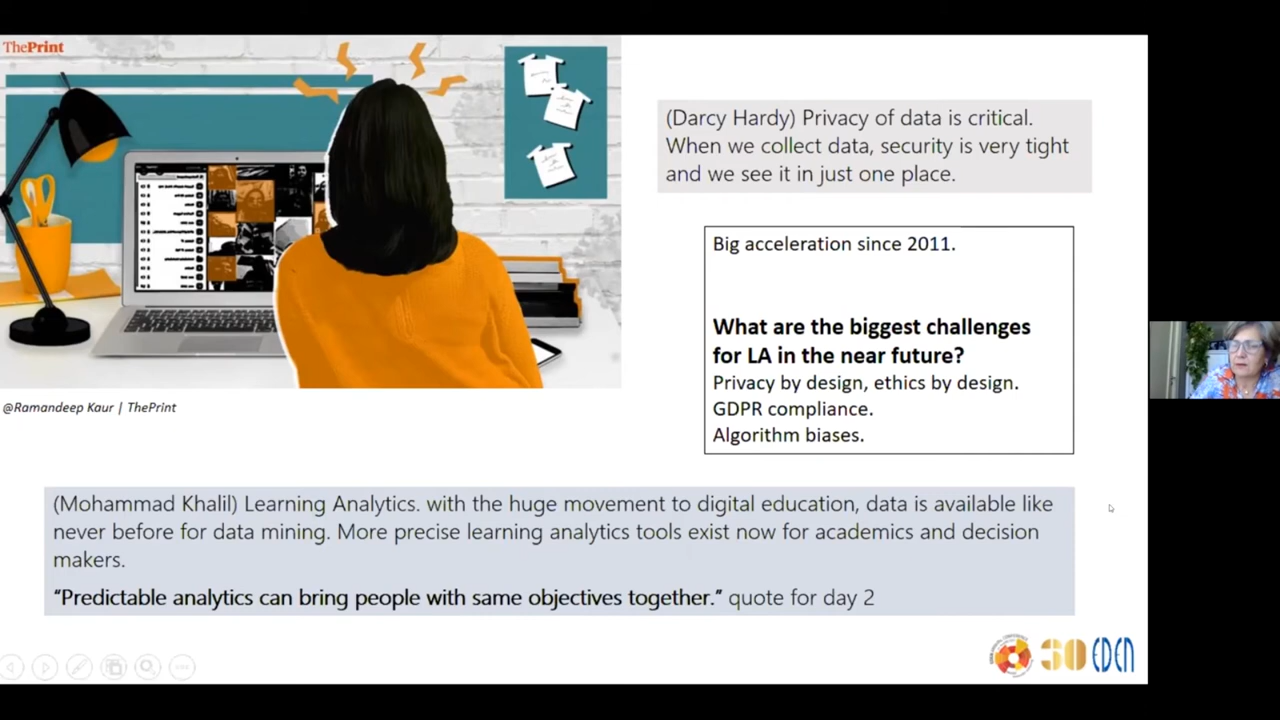 ThePrint
(Darcy Hardy) Privacy of data is critical.
When we collect data, security is very tight
and we see it in just one place.
Big acceleration since 2011.
What are the biggest challenges
for LA in the near future?
Privacy by design, ethics by design.
GDPR compliance.
Algorithm biases.
@Ramandeep Kaur | ThePrint
(Mohammad Khalil) Learning Analytics. with the huge movement to digital education, data is available like
never before for data mining. More precise learning analytics tools exist now for academics and decision
makers.
“Predictable analytics can bring people with same objectives together.” quote for day 2
30 EDEN